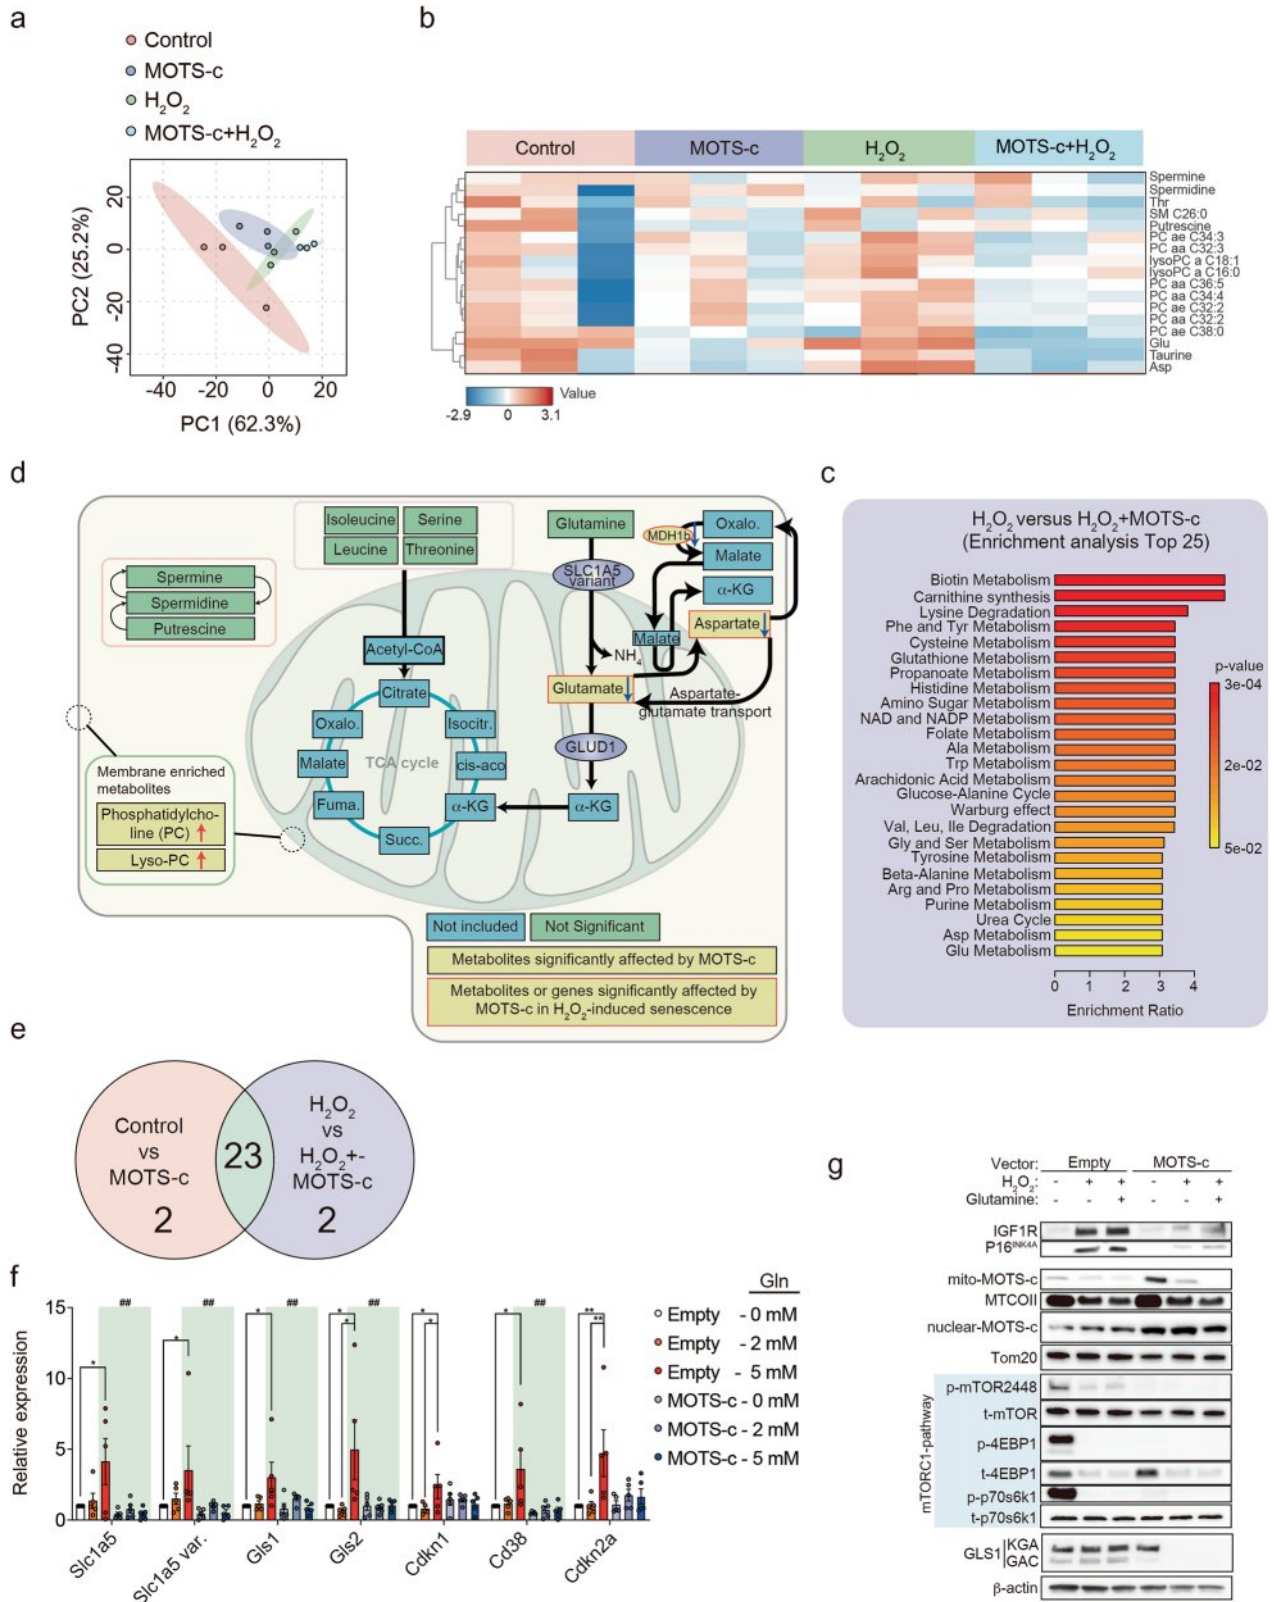 a
Control
MOTS-c
H₂O₂
MOTS-c+H₂O₂
PC2 (25.2%)
20
0
-20
-40
-40 -20 0 20
PC1 (62.3%)
b
Control MOTS-c H₂O₂ MOTS-c+H₂O₂
Spermine
Spermidine
Thr
SM C26:0
Putrescine
PC ae C34:3
PC aa C32:3
lysoPC a C18:1
lysoPC a C16:0
PC aa C36:5
PC aa C34:4
PC ae C32:2
PC aa C32:2
PC ae C38:0
Glu
Taurine
Asp
Value
-2.9 0 3.1
d
Isoleucine Serine
Leucine Threonine
Spermine
Spermidine
Putrescine
Glutamine
SLC1A5
variant
NH₄
Glutamate
GLUD1
α-KG
MDH1b
Oxalo.
Malate
α-KG
Malate
Aspartate
Aspartate-
glutamate transport
Acetyl-CoA
Citrate
Oxalo.
Isocitr.
Malate
TCA cycle
cis-aco
Fuma.
α-KG
Succ.
Membrane enriched
metabolites
Phosphatidylcho-
line (PC)
Lyso-PC
Not included
Not Significant
Metabolites significantly affected by MOTS-c
Metabolites or genes significantly affected by
MOTS-c in H₂O₂-induced senescence
c
H₂O₂ versus H₂O₂+MOTS-c
(Enrichment analysis Top 25)
Biotin Metabolism
Carnithine synthesis
Lysine Degradation
Phe and Tyr Metabolism
Cysteine Metabolism
Glutathione Metabolism
Propanoate Metabolism
Histidine Metabolism
Amino Sugar Metabolism
NAD and NADP Metabolism
Folate Metabolism
Ala Metabolism
Trp Metabolism
Arachidonic Acid Metabolism
Glucose-Alanine Cycle
Warburg effect
Val, Leu, Ile Degradation
Gly and Ser Metabolism
Tyrosine Metabolism
Beta-Alanine Metabolism
Arg and Pro Metabolism
Purine Metabolism
Urea Cycle
Asp Metabolism
Glu Metabolism
0 1 2 3 4
Enrichment Ratio
p-value
3e-04
2e-02
5e-02
e
Control
vs
MOTS-c
2
23
H₂O₂
vs
H₂O₂+-
MOTS-c
2
f
Relative expression
15
10
5
0
* ## * ## * ## * * ## * * * ## ** **
Slc1a5
Slc1a5 var.
Gls1
Gls2
Cdkn1
Cd38
Cdkn2a
Gln
Empty - 0 mM
Empty - 2 mM
Empty - 5 mM
MOTS-c - 0 mM
MOTS-c - 2 mM
MOTS-c - 5 mM
g
Vector: Empty MOTS-c
H₂O₂: - + + - + +
Glutamine: + +
IGF1R
P16ᴵᴺᴷ⁴ᴬ
mito-MOTS-c
MTCOII
nuclear-MOTS-c
Tom20
mTORC1-pathway
p-mTOR2448
t-mTOR
p-4EBP1
t-4EBP1
p-p70s6k1
t-p70s6k1
GLS1
KGA
GAC
β-actin